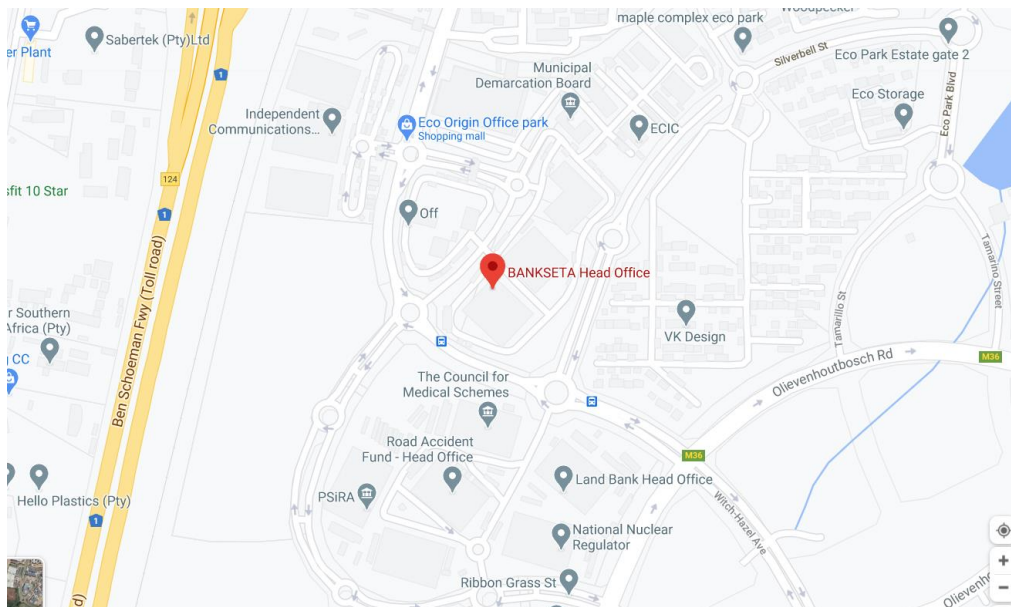 Woodpecker
maple complex eco park
Sabertek (Pty)Ltd
er Plant
Silverbell St
Eco Park Estate gate 2
Municipal
Demarcation Board
1
Eco Storage
Independent
Communications...
Eco Origin Office park
Shopping mall
ECIC
Eco Park Blvd
124
sfit 10 Star
1
Off
Ben Schoeman Fwy (Toll road)
BANKSETA Head Office
Tamarino Street
Tamarillo St
r Southern
Africa (Pty)
VK Design
g CC
Olievenhoutbosch Rd
M36
The Council for
Medical Schemes
Road Accident
Fund - Head Office
M36
Land Bank Head Office
PSiRA
Hello Plastics (Pty)
1
Witch-Hazel Ave
National Nuclear
Regulator
Ribbon Grass St
+
Olievenho
−
d)